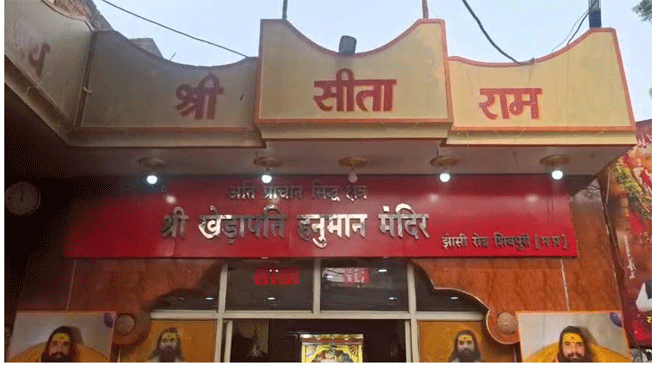 श्री सीता राम
अति प्राचीन सिद्ध क्षेत्र
श्री खेड़ापति हनुमान मंदिर
झांसी रोड़ शिवपुरी [म.प्र]